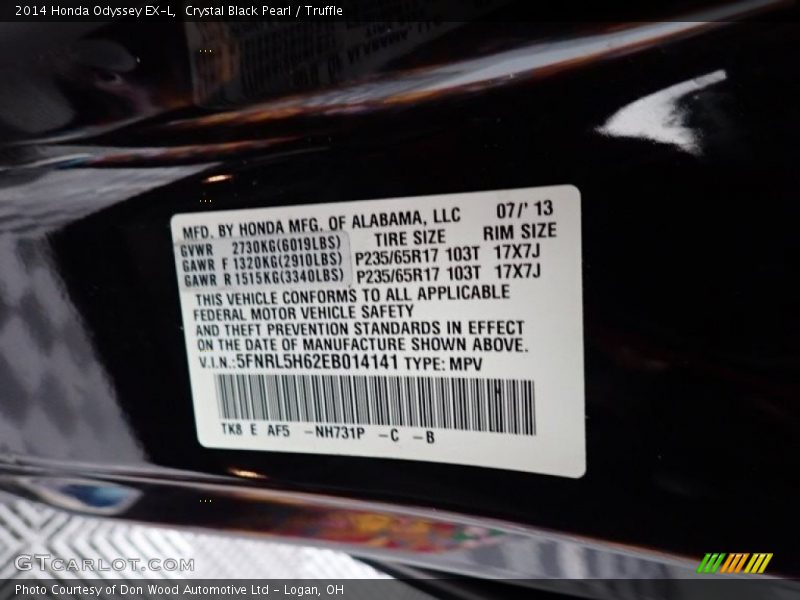 2014 Honda Odyssey EX-L,  Crystal Black Pearl / Truffle
MFD. BY HONDA MFG. OF ALABAMA, LLC 07/' 13
GVWR 2730KG(6019LBS) TIRE SIZE RIM SIZE
GAWR F 1320KG(2910LBS) P235/65R17 103T 17X7J
GAWR R 1515KG(3340LBS) P235/65R17 103T 17X7J
THIS VEHICLE CONFORMS TO ALL APPLICABLE
FEDERAL MOTOR VEHICLE SAFETY
AND THEFT PREVENTION STANDARDS IN EFFECT
ON THE DATE OF MANUFACTURE SHOWN ABOVE.
V.I.N.:5FNRL5H62EB014141 TYPE: MPV
TK8 E AF5 -NH731P -C -B
GTCarlot.com
Photo Courtesy of Don Wood Automotive Ltd - Logan, OH